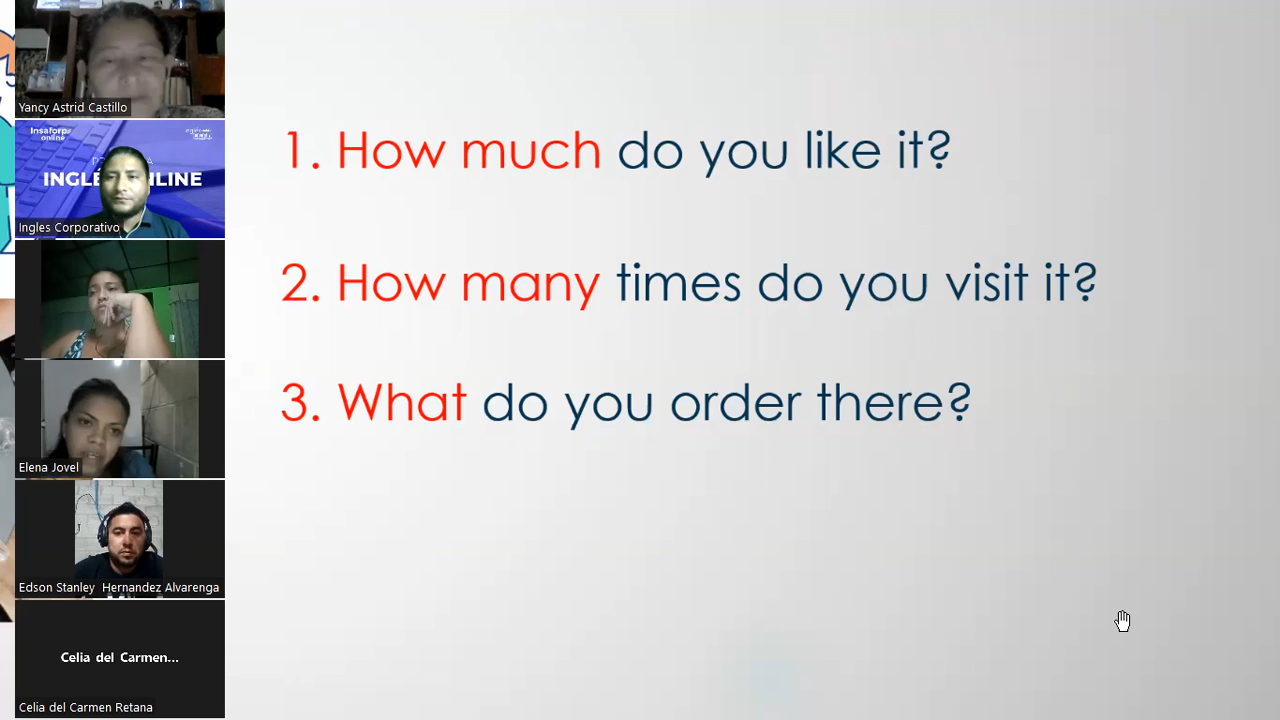 Yancy Astrid Castillo
Insaforp
online
INGLÉ NLINE
Ingles Corporativo
Elena Jovel
Edson Stanley Hernandez Alvarenga
Celia del Carmen...
Celia del Carmen Retana
1. How much do you like it?
2. How many times do you visit it?
3. What do you order there?